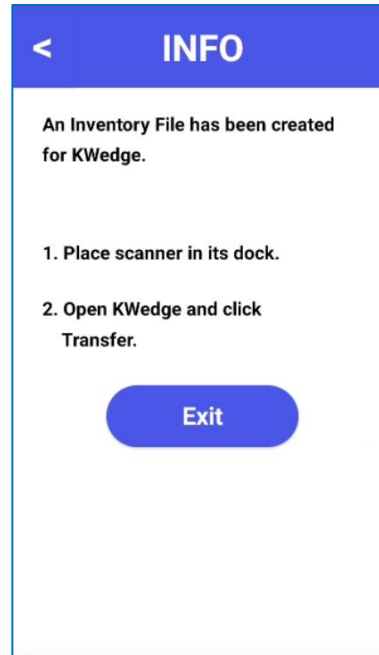 <
INFO
An Inventory File has been created
for KWedge.
1. Place scanner in its dock.
2. Open KWedge and click
Transfer.
Exit